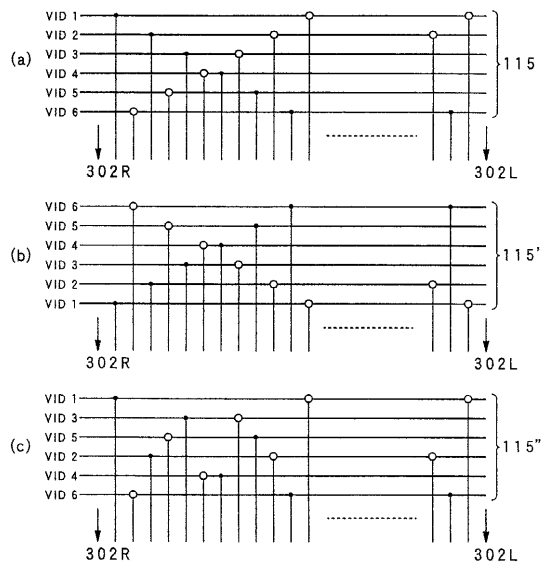 (a)
VID 1
VID 2
VID 3
VID 4
VID 5
VID 6
115
302R
302L
(b)
VID 6
VID 5
VID 4
VID 3
VID 2
VID 1
115'
302R
302L
(c)
VID 1
VID 3
VID 5
VID 2
VID 4
VID 6
115"
302R
302L